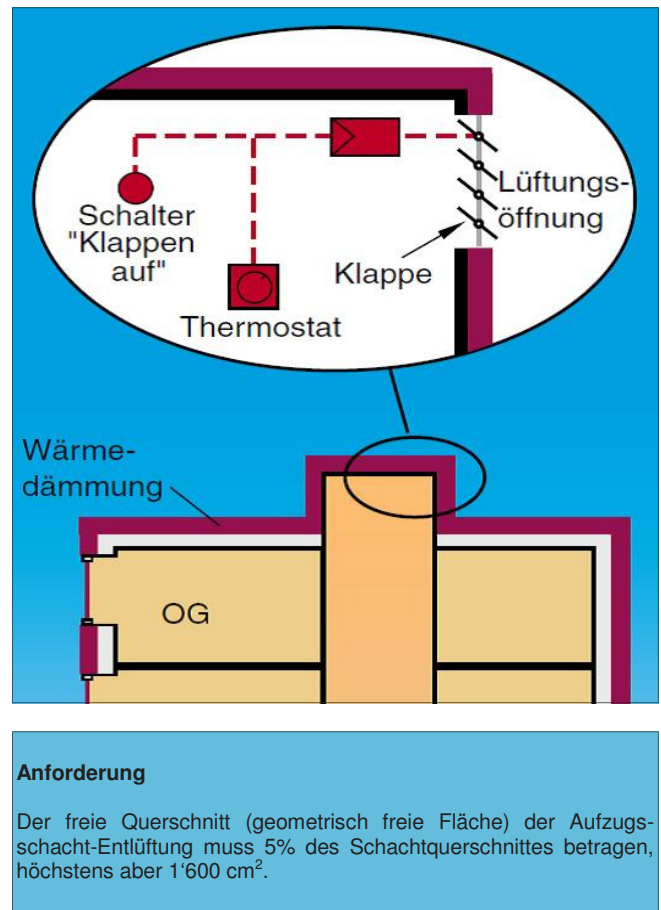 Lüftungs-
öffnung
Schalter
"Klappen
auf"
Klappe
Thermostat
Wärme-
dämmung
OG
Anforderung
Der freie Querschnitt (geometrisch freie Fläche) der Aufzugs-
schacht-Entlüftung muss 5% des Schachtquerschnittes betragen,
höchstens aber 1‘600 cm².